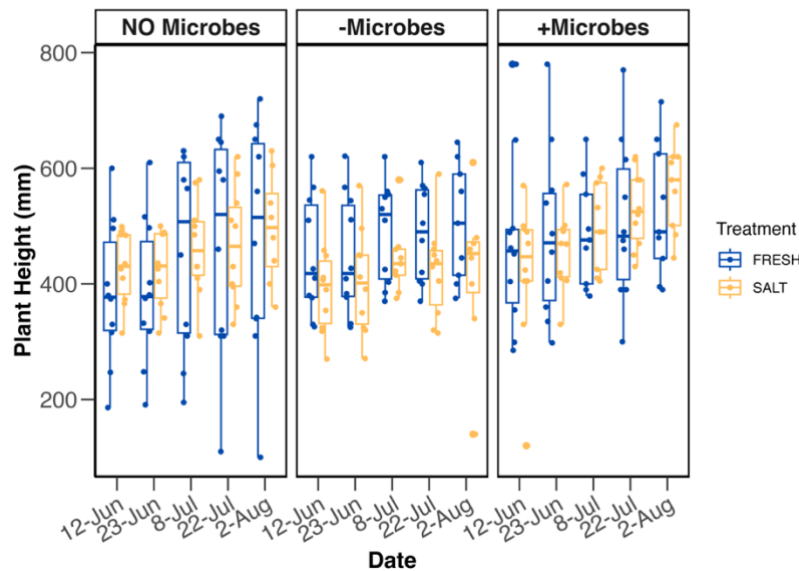 NO Microbes
-Microbes
+Microbes
800
600
400
200
Plant Height (mm)
12-Jun
23-Jun
8-Jul
22-Jul
2-Aug
12-Jun
23-Jun
8-Jul
22-Jul
2-Aug
12-Jun
23-Jun
8-Jul
22-Jul
2-Aug
Date
Treatment
FRESH
SALT